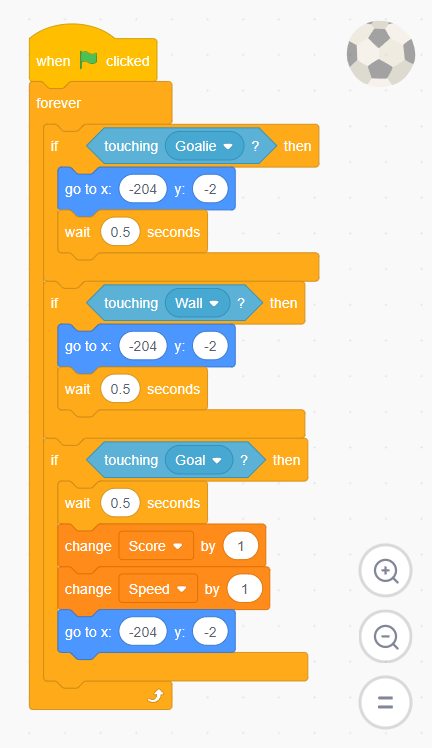 when clicked
forever
if touching Goalie ? then
go to x: -204 y: -2
wait 0.5 seconds
if touching Wall ? then
go to x: -204 y: -2
wait 0.5 seconds
if touching Goal ? then
wait 0.5 seconds
change Score by 1
change Speed by 1
go to x: -204 y: -2